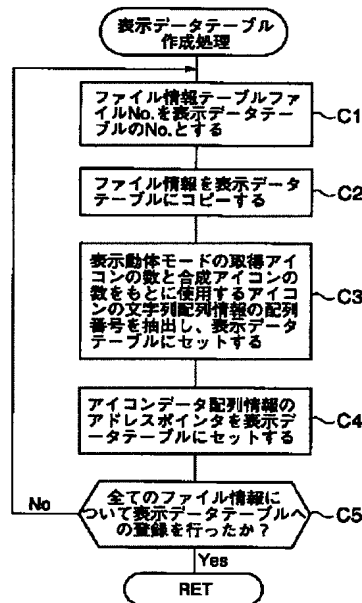 表示データテーブル
作成処理
ファイル情報テーブルファ
イルNo.を表示データテー
ブルのNo.とする
C1
ファイル情報を表示データ
テーブルにコピーする
C2
表示動体モードの取得アイ
コンの数と合成アイコンの
数をもとに使用するアイコ
ンの文字列配列情報の配列
番号を抽出し、表示データ
テーブルにセットする
C3
アイコンデータ配列情報の
アドレスポインタを表示デ
ータテーブルにセットする
C4
全てのファイル情報に
ついて表示データテーブルへ
の登録を行ったか？
C5
No
Yes
RET